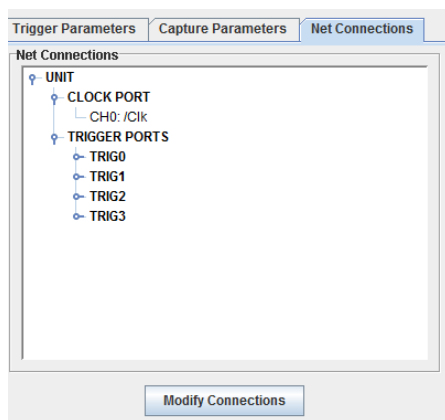 Trigger Parameters Capture Parameters Net Connections
Net Connections
UNIT
CLOCK PORT
CH0: /Clk
TRIGGER PORTS
TRIG0
TRIG1
TRIG2
TRIG3
Modify Connections